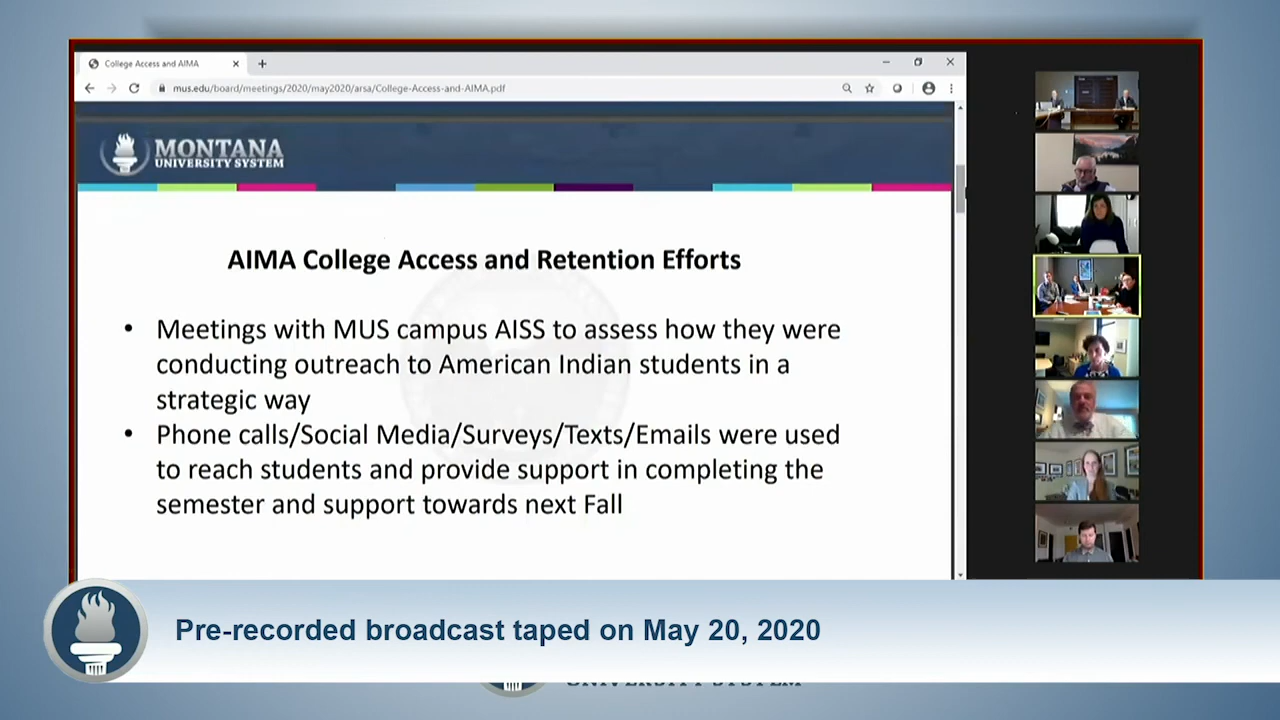 College Access and AIMA
mus.edu/board/meetings/2020/may2020/arsa/College-Access-and-AIMA.pdf
MONTANA
UNIVERSITY SYSTEM
AIMA College Access and Retention Efforts
• Meetings with MUS campus AISS to assess how they were
conducting outreach to American Indian students in a
strategic way
• Phone calls/Social Media/Surveys/Texts/Emails were used
to reach students and provide support in completing the
semester and support towards next Fall
Pre-recorded broadcast taped on May 20, 2020